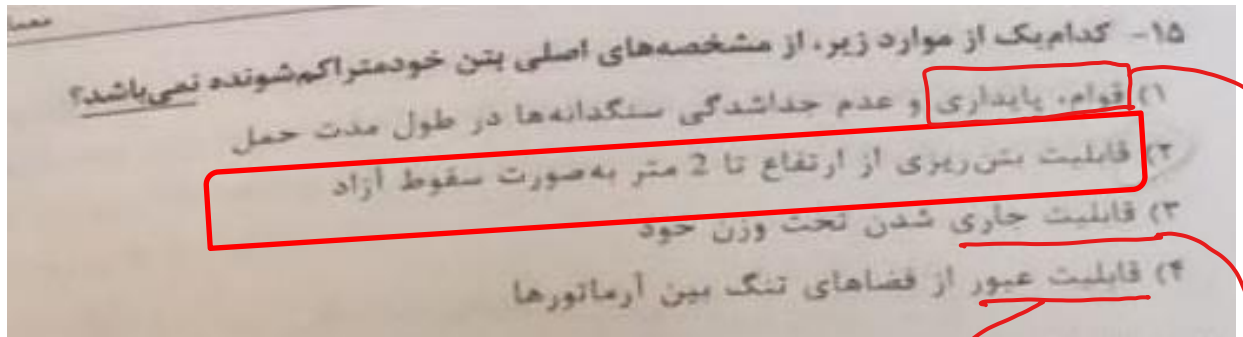 ۱۵- کدام‌یک از موارد زیر، از مشخصه‌های اصلی بتن خودمتراکم‌شونده نمی‌باشد؟
۱) قوام، پایداری و عدم جداشدگی سنگدانه‌ها در طول مدت حمل
۲) قابلیت بتن‌ریزی از ارتفاع تا 2 متر به‌صورت سقوط آزاد
۳) قابلیت جاری شدن تحت وزن خود
۴) قابلیت عبور از فضاهای تنگ بین آرماتورها